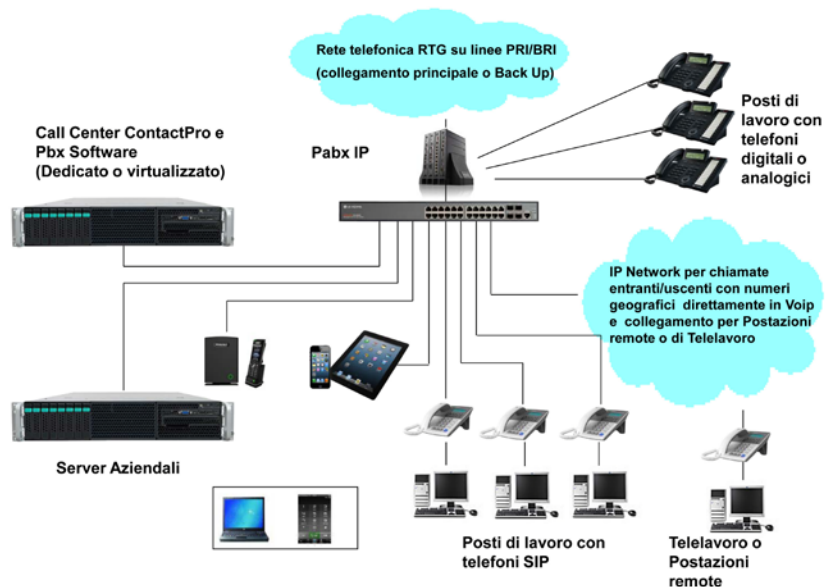 Rete telefonica RTG su linee PRI/BRI
(collegamento principale o Back Up)
Call Center ContactPro e
Pbx Software
(Dedicato o virtualizzato)
Pabx IP
Posti di
lavoro con
telefoni
digitali o
analogici
IP Network per chiamate
entranti/uscenti con numeri
geografici direttamente in Voip
e collegamento per Postazioni
remote o di Telelavoro
Server Aziendali
Posti di lavoro con
telefoni SIP
Telelavoro o
Postazioni
remote